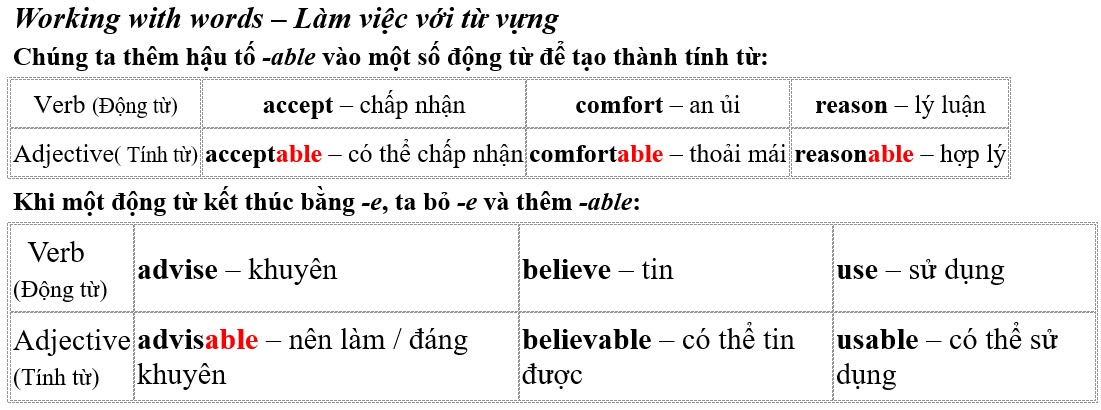 Working with words – Làm việc với từ vựng
Chúng ta thêm hậu tố -able vào một số động từ để tạo thành tính từ:
Verb (Động từ) accept – chấp nhận comfort – an ủi reason – lý luận
Adjective( Tính từ) acceptable – có thể chấp nhận comfortable – thoải mái reasonable – hợp lý
Khi một động từ kết thúc bằng -e, ta bỏ -e và thêm -able:
Verb
(Động từ)
advise – khuyên
believe – tin
use – sử dụng
Adjective
(Tính từ)
advisable – nên làm / đáng
khuyên
believable – có thể tin
được
usable – có thể sử
dụng